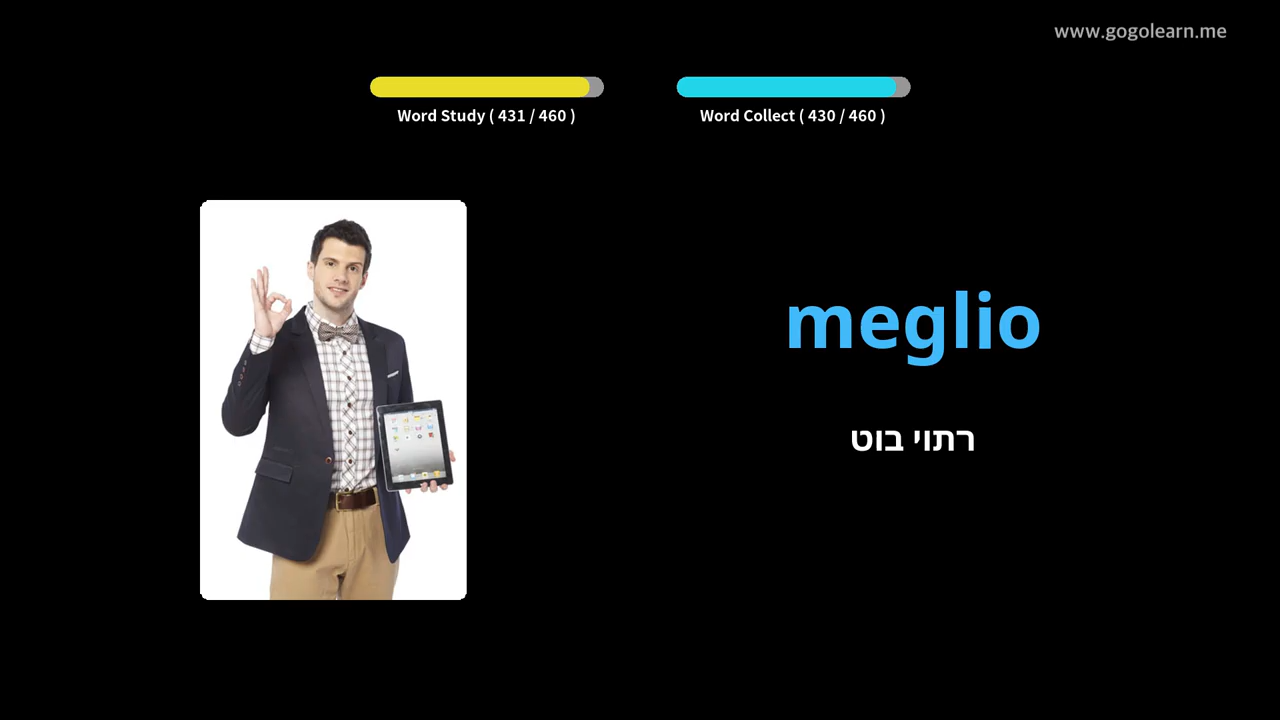 www.gogolearn.me
Word Study ( 431 / 460 )
Word Collect ( 430 / 460 )
meglio
רתוי בוט